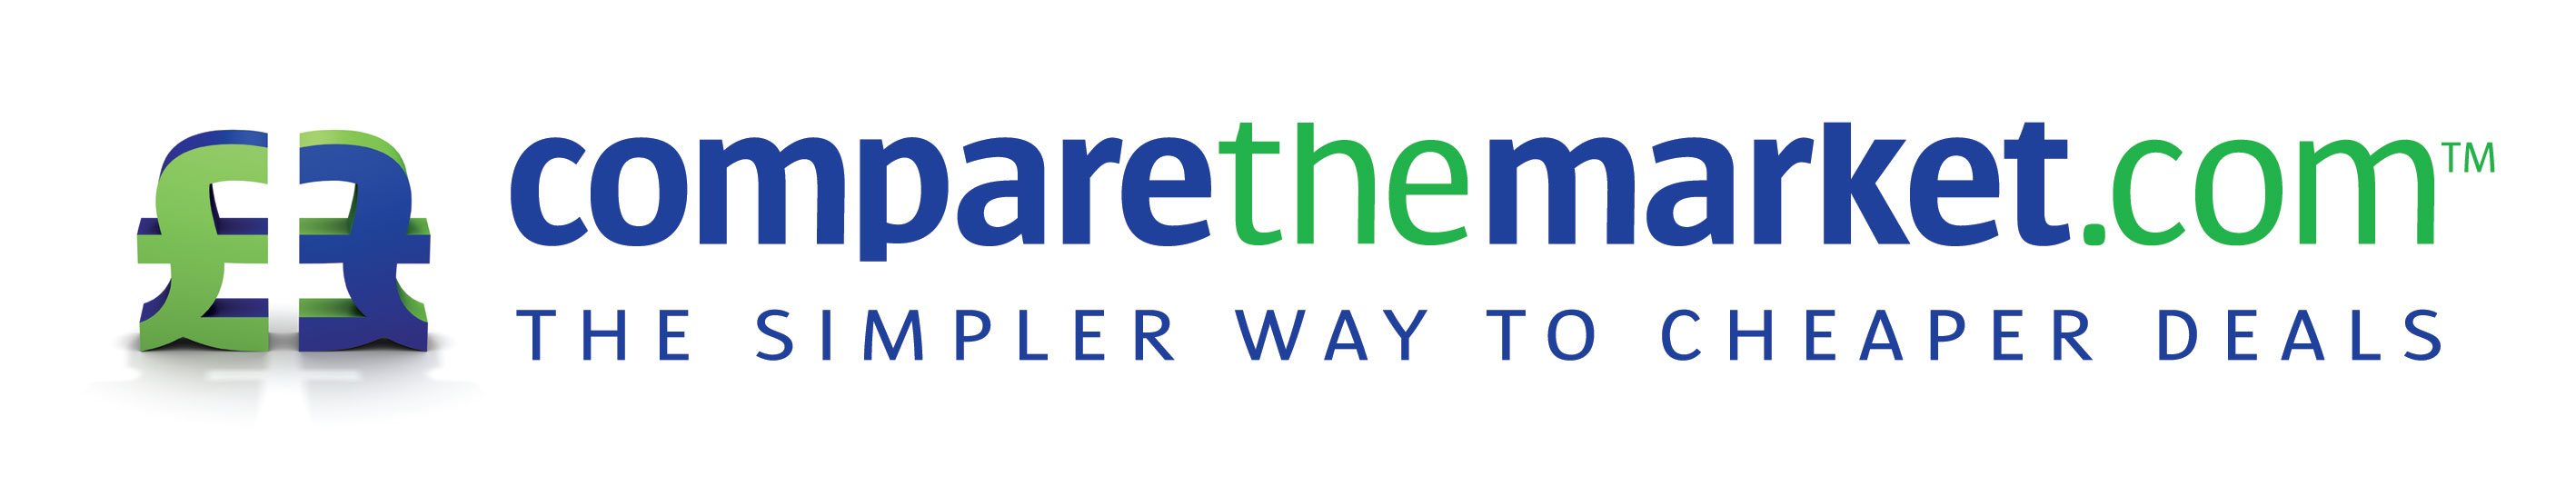 ££ comparethemarket.com™
THE SIMPLER WAY TO CHEAPER DEALS